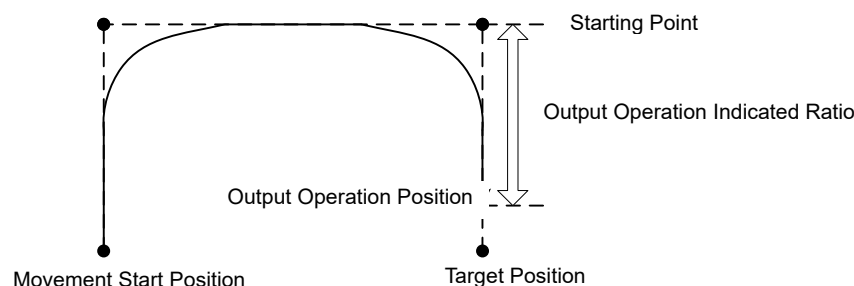 Starting Point
Output Operation Indicated Ratio
Output Operation Position
Movement Start Position
Target Position